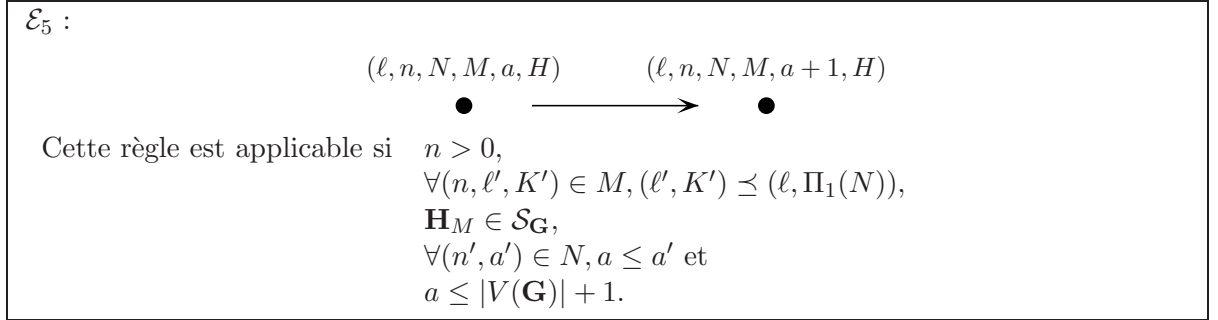 ℰ₅ :
(ℓ, n, N, M, a, H) (ℓ, n, N, M, a + 1, H)
Cette règle est applicable si n > 0,
∀(n, ℓ′, K′) ∈ M, (ℓ′, K′) ⪯ (ℓ, Π₁(N)),
𝐇_M ∈ 𝒮_𝐆,
∀(n′, a′) ∈ N, a ≤ a′ et
a ≤ |V(𝐆)| + 1.